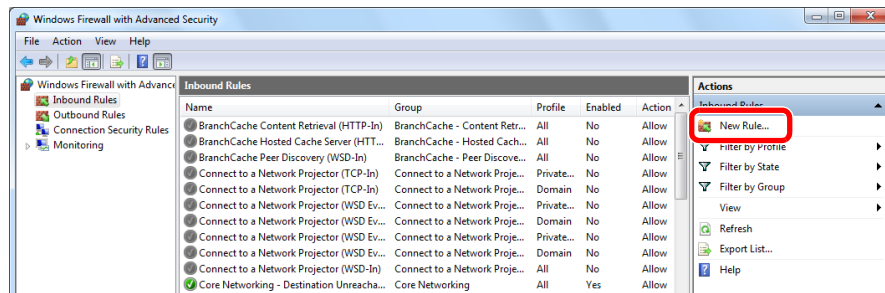 Windows Firewall with Advanced Security
File Action View Help
Windows Firewall with Advance
Inbound Rules
Outbound Rules
Connection Security Rules
Monitoring
Inbound Rules
Name Group Profile Enabled Action
BranchCache Content Retrieval (HTTP-In) BranchCache - Content Retr... All No Allow
BranchCache Hosted Cache Server (HTT... BranchCache - Hosted Cach... All No Allow
BranchCache Peer Discovery (WSD-In) BranchCache - Peer Discove... All No Allow
Connect to a Network Projector (TCP-In) Connect to a Network Proje... Private... No Allow
Connect to a Network Projector (TCP-In) Connect to a Network Proje... Domain No Allow
Connect to a Network Projector (WSD Ev... Connect to a Network Proje... Private... No Allow
Connect to a Network Projector (WSD Ev... Connect to a Network Proje... Domain No Allow
Connect to a Network Projector (WSD Ev... Connect to a Network Proje... Private... No Allow
Connect to a Network Projector (WSD Ev... Connect to a Network Proje... Domain No Allow
Connect to a Network Projector (WSD-In) Connect to a Network Proje... All No Allow
Core Networking - Destination Unreacha... Core Networking All Yes Allow
Actions
Inbound Rules
New Rule...
Filter by Profile
Filter by State
Filter by Group
View
Refresh
Export List...
Help